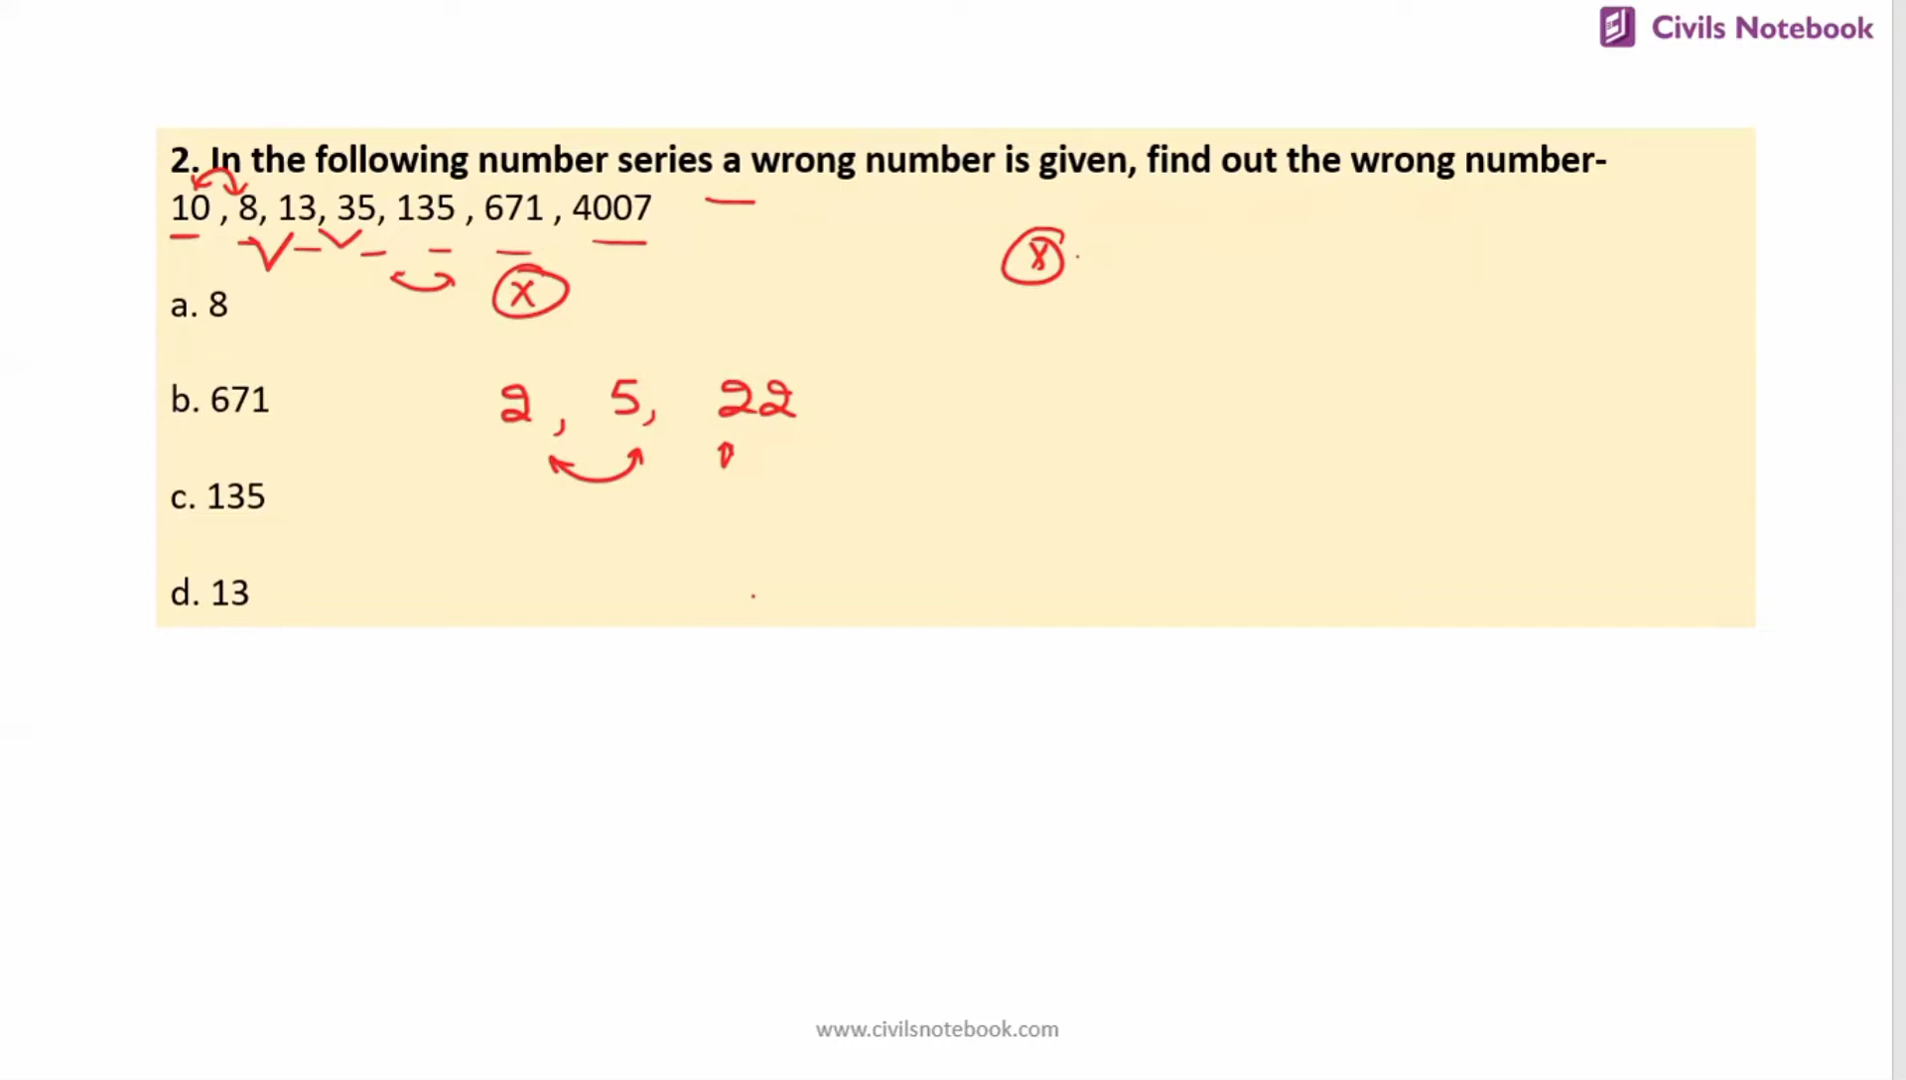 Civils Notebook
2. In the following number series a wrong number is given, find out the wrong number-
10 , 8, 13, 35, 135 , 671 , 4007
x
x
a. 8
b. 671
2, 5, 22
c. 135
d. 13
www.civilsnotebook.com